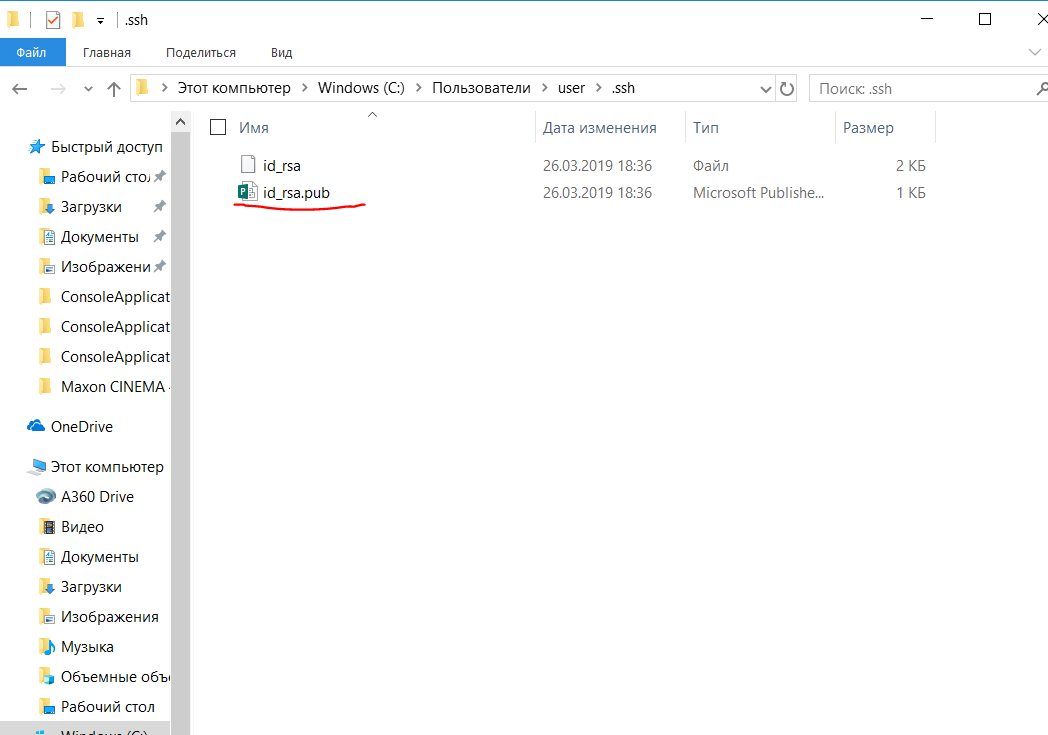 .ssh
Файл Главная Поделиться Вид
Этот компьютер Windows (C:) Пользователи user .ssh Поиск: .ssh
Имя Дата изменения Тип Размер
id_rsa 26.03.2019 18:36 Файл 2 КБ
id_rsa.pub 26.03.2019 18:36 Microsoft Publishe... 1 КБ
Быстрый доступ
Рабочий стол
Загрузки
Документы
Изображени
ConsoleApplicat
ConsoleApplicat
ConsoleApplicat
Maxon CINEMA
OneDrive
Этот компьютер
A360 Drive
Видео
Документы
Загрузки
Изображения
Музыка
Объемные объ
Рабочий стол
Windows (C:)